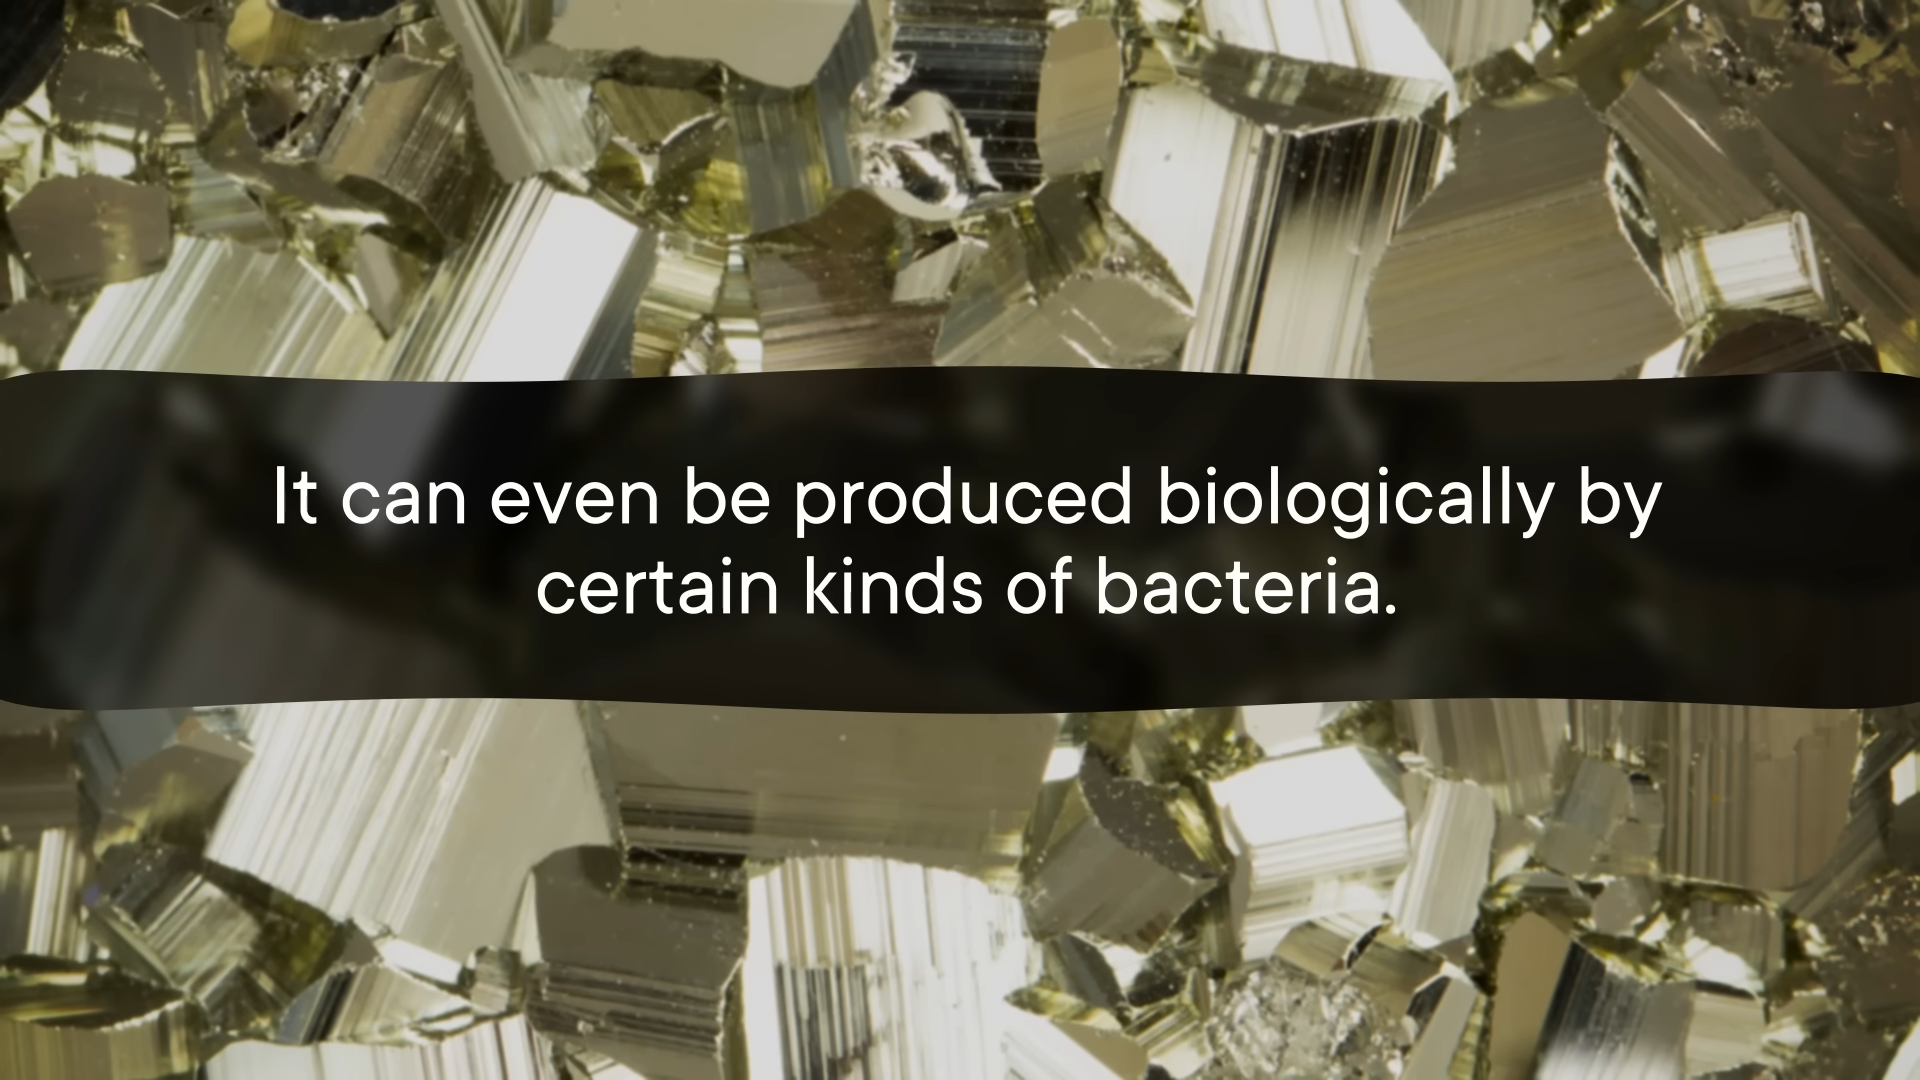 It can even be produced biologically by
certain kinds of bacteria.